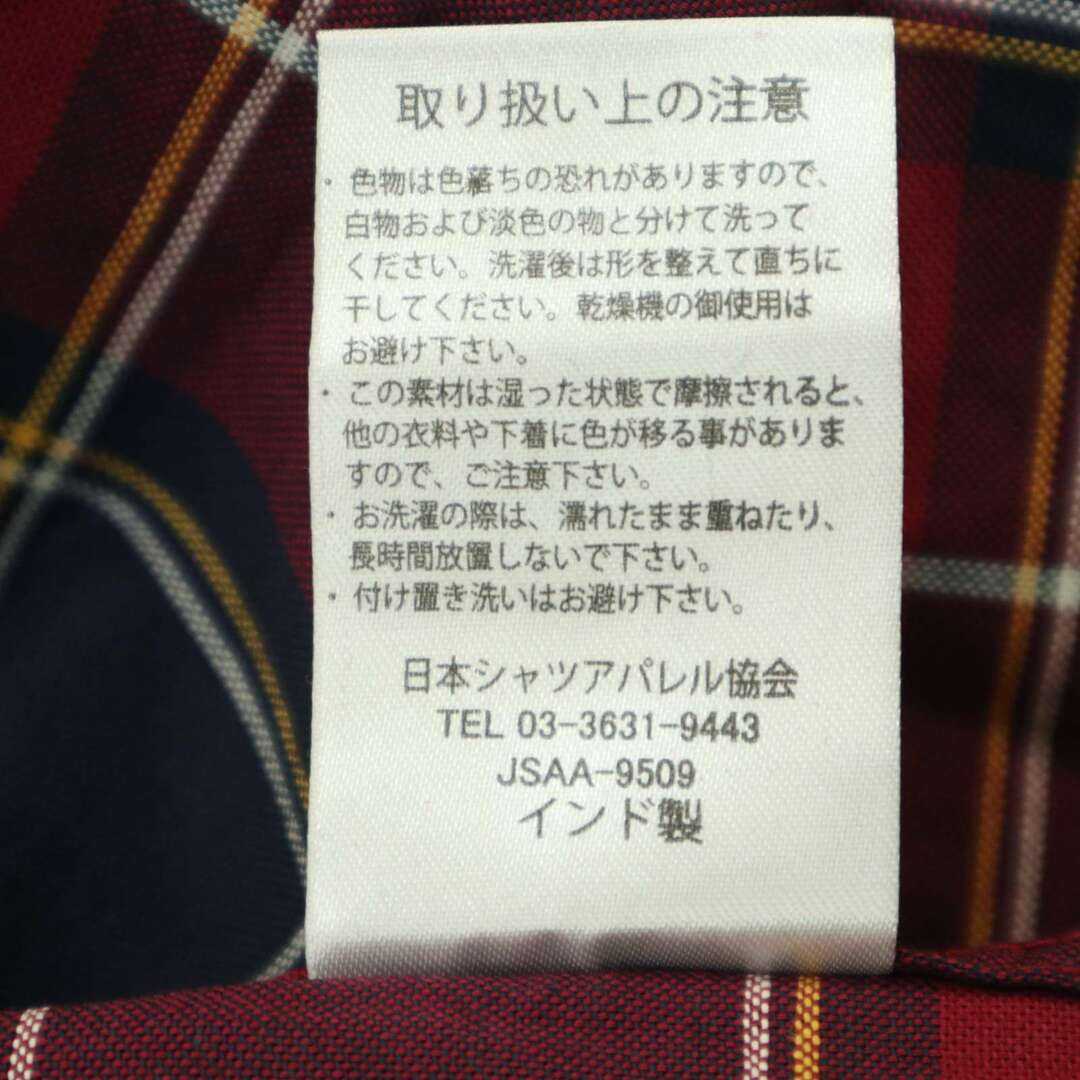 取り扱い上の注意
・色物は色落ちの恐れがありますので、
白物および淡色の物と分けて洗って
ください。洗濯後は形を整えて直ちに
干してください。乾燥機の御使用は
お避け下さい。
・この素材は湿った状態で摩擦されると、
他の衣料や下着に色が移る事がありま
すので、ご注意下さい。
・お洗濯の際は、濡れたまま重ねたり、
長時間放置しないで下さい。
・付け置き洗いはお避け下さい。
日本シャツアパレル協会
TEL 03-3631-9443
JSAA-9509
インド製